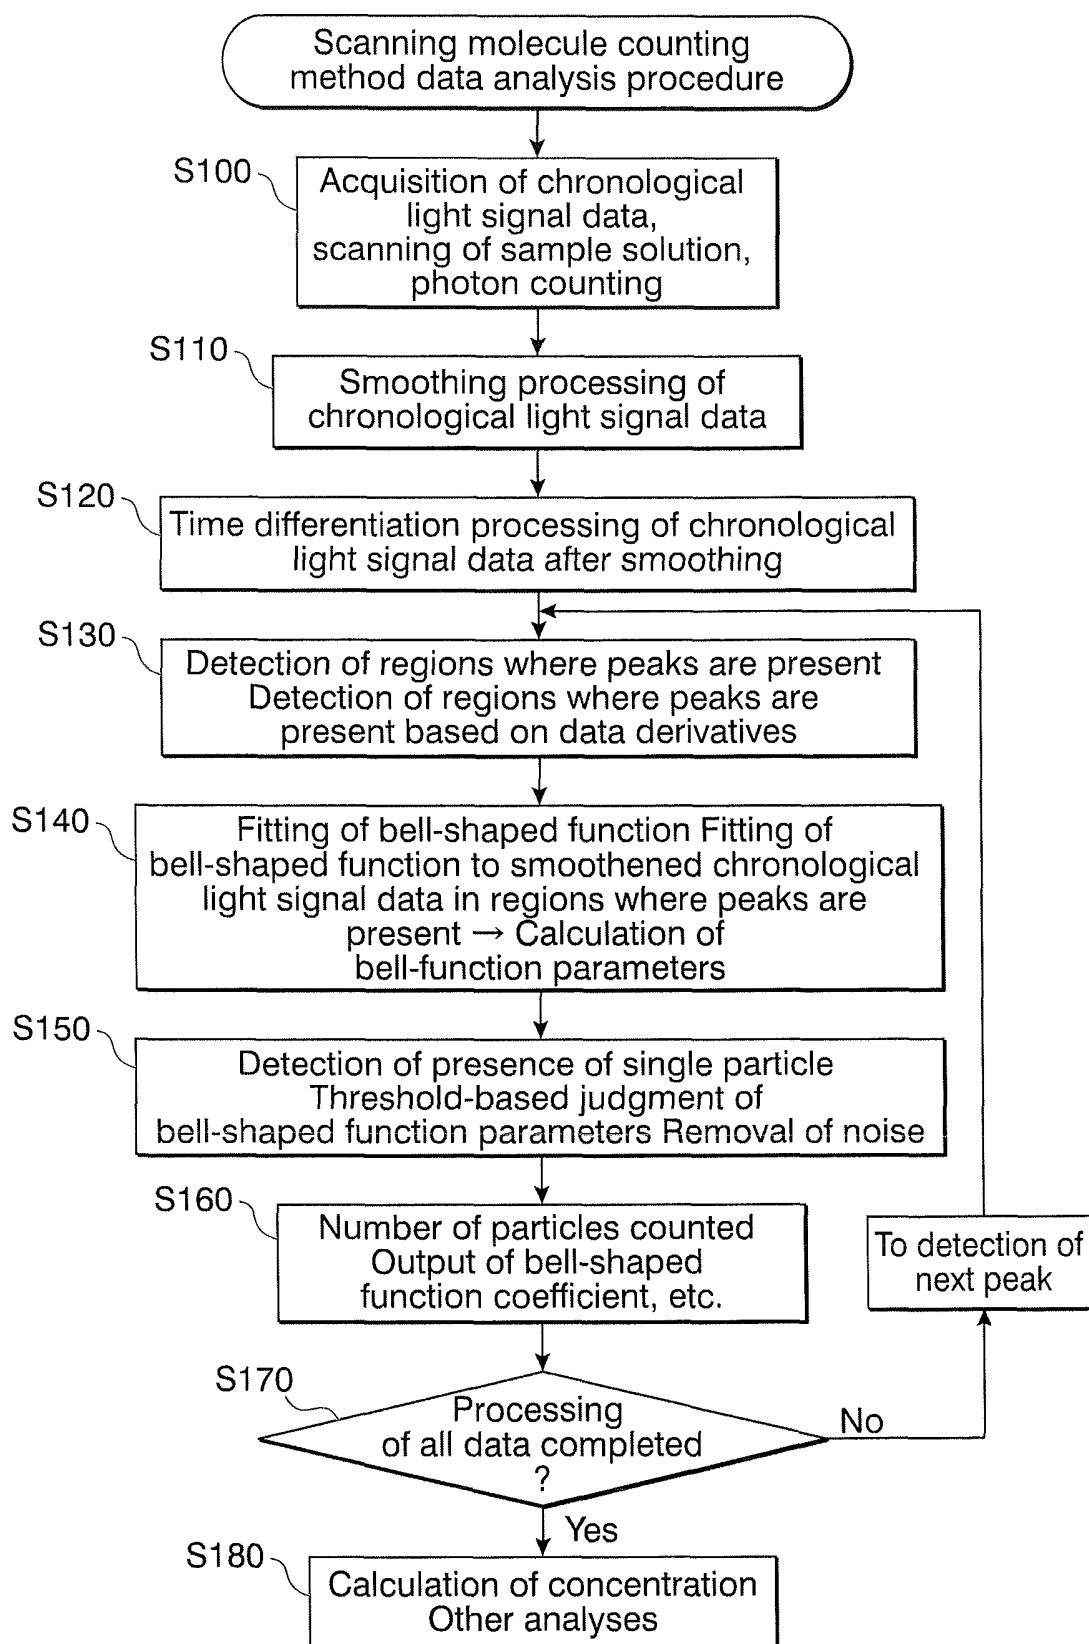 Scanning molecule counting
method data analysis procedure
S100
Acquisition of chronological
light signal data,
scanning of sample solution,
photon counting
S110
Smoothing processing of
chronological light signal data
S120
Time differentiation processing of chronological
light signal data after smoothing
S130
Detection of regions where peaks are present
Detection of regions where peaks are
present based on data derivatives
S140
Fitting of bell-shaped function Fitting of
bell-shaped function to smoothened chronological
light signal data in regions where peaks are
present → Calculation of
bell-function parameters
S150
Detection of presence of single particle
Threshold-based judgment of
bell-shaped function parameters Removal of noise
S160
Number of particles counted
Output of bell-shaped
function coefficient, etc.
To detection of
next peak
S170
Processing
of all data completed
?
No
Yes
S180
Calculation of concentration
Other analyses